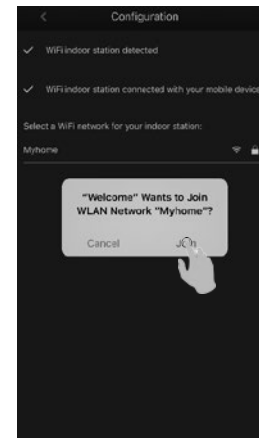 Configuration
WiFi indoor station detected
WiFi indoor station connected with your mobile device
Select a WiFi network for your indoor station:
Myhome
"Welcome" Wants to Join
WLAN Network "Myhome"?
Cancel Join